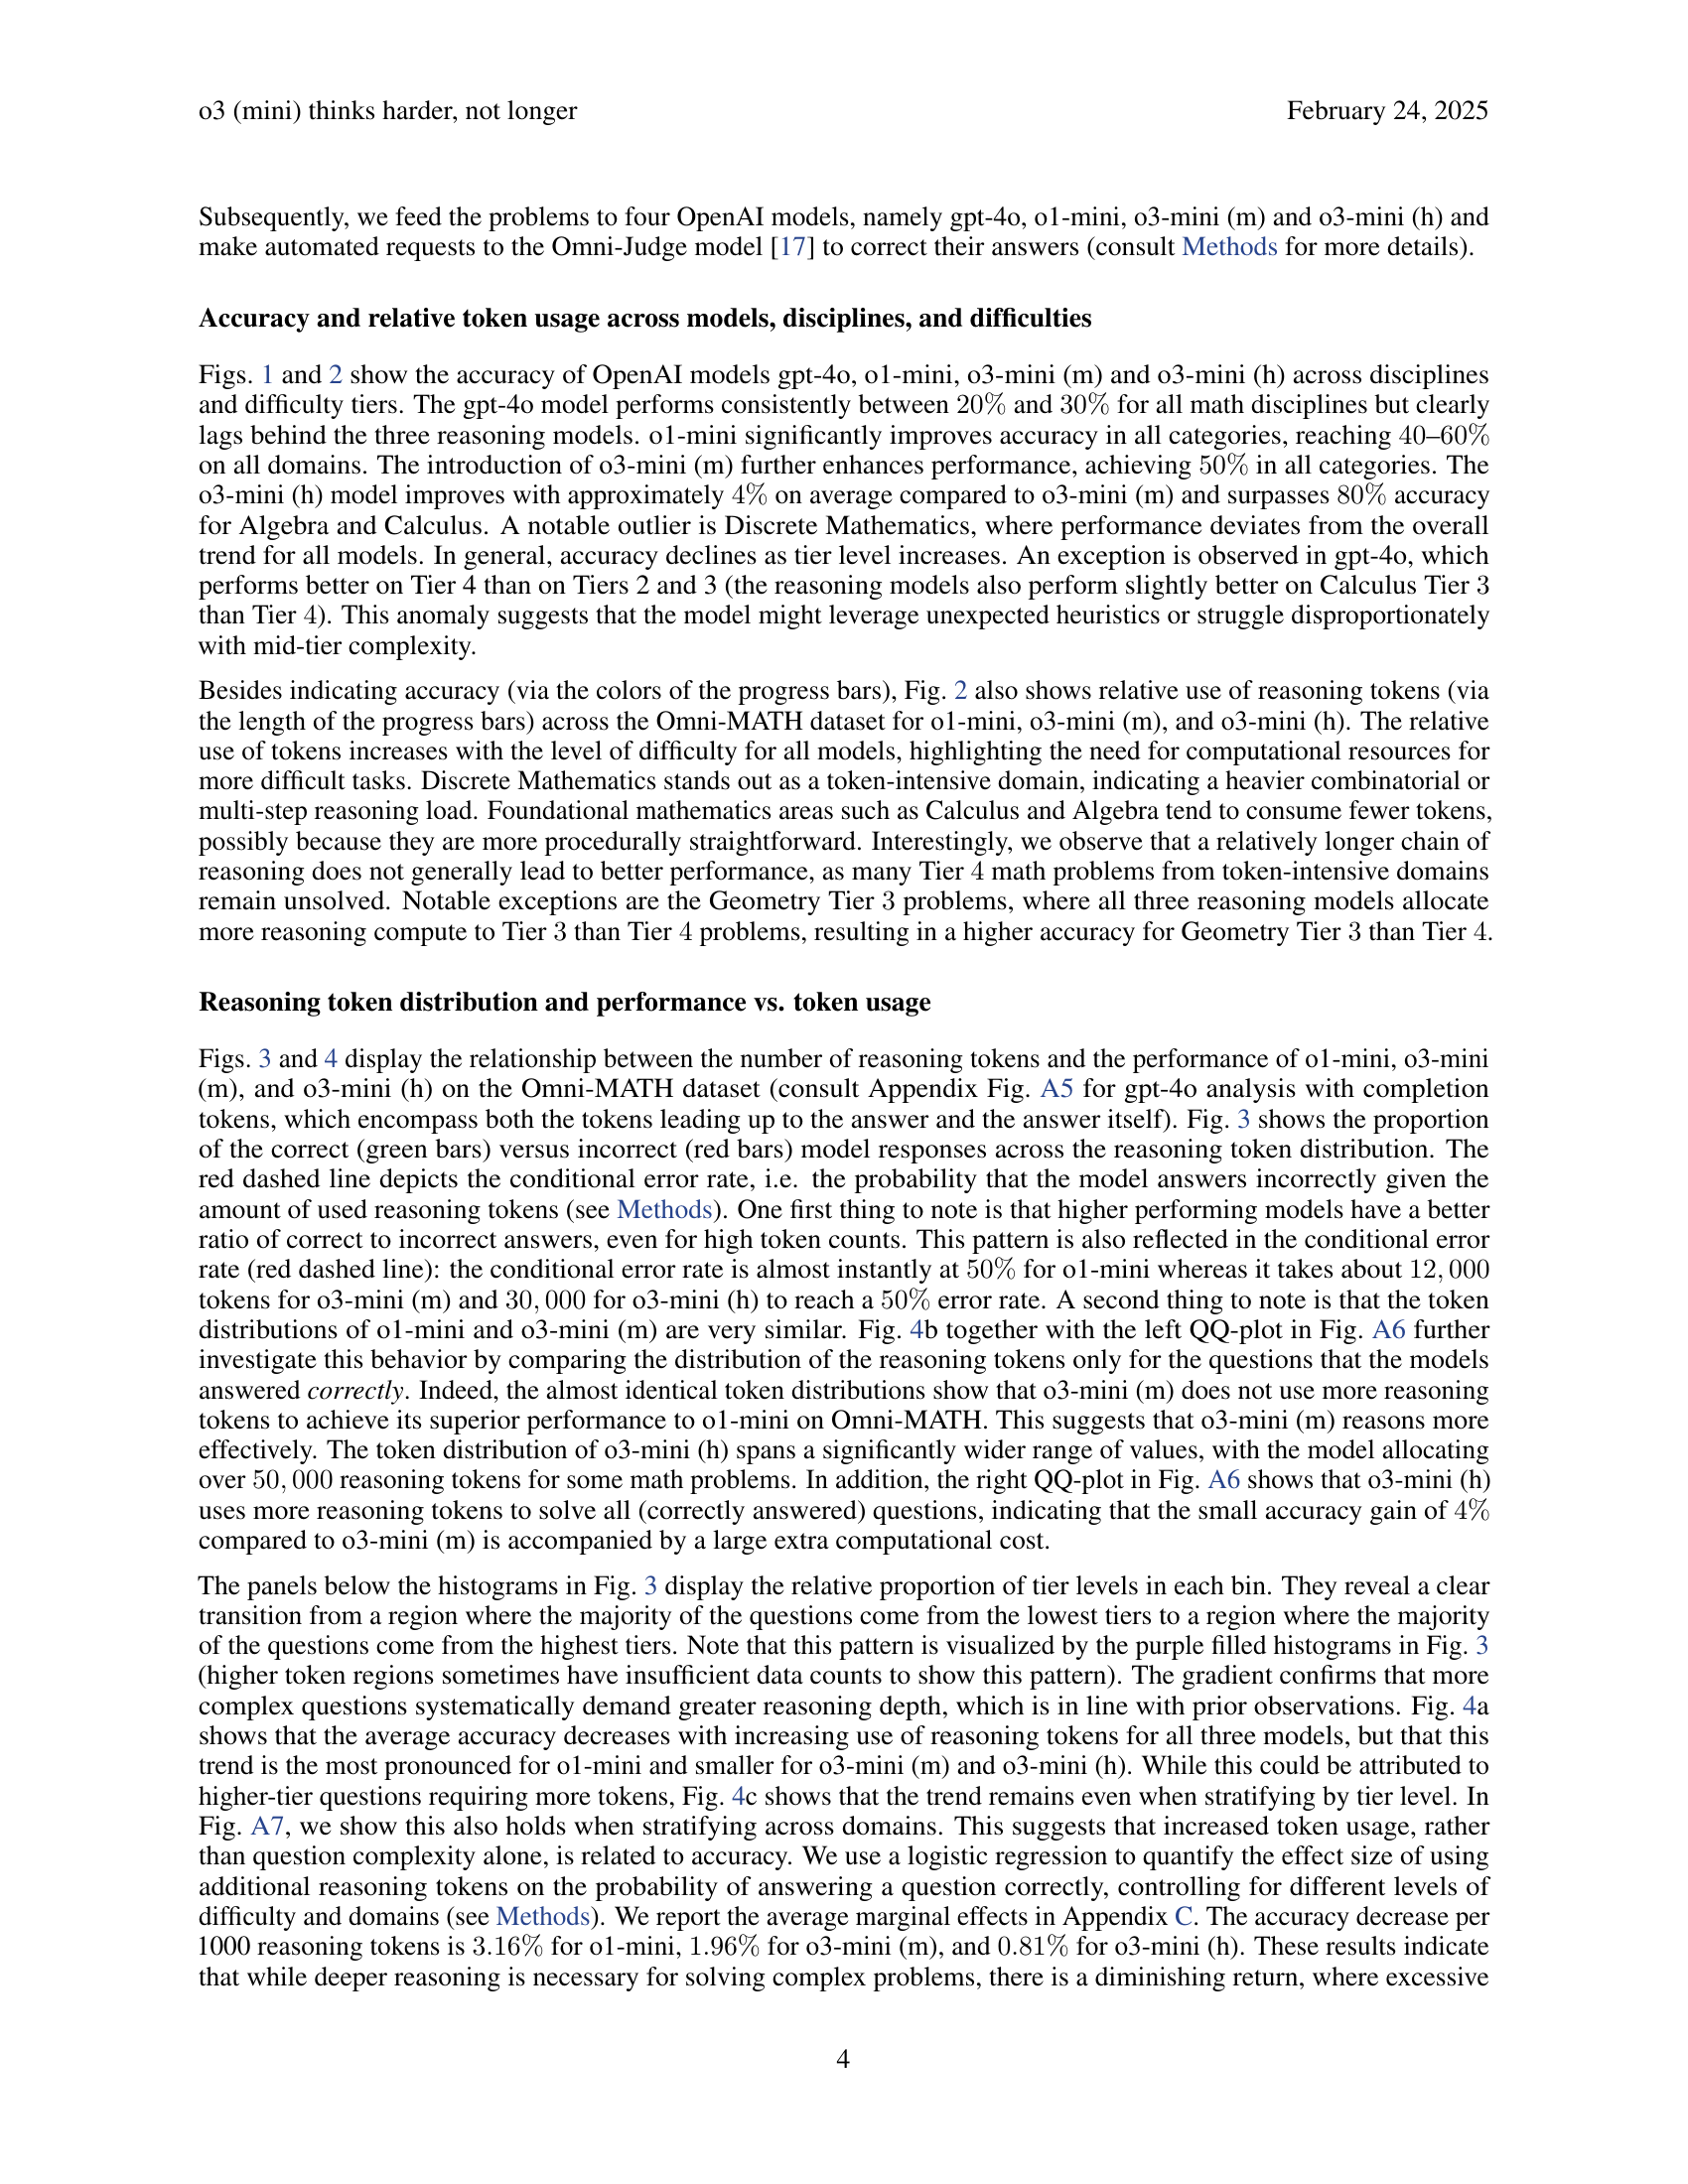 o3 (mini) thinks harder, not longer
February 24, 2025
Subsequently, we feed the problems to four OpenAI models, namely gpt-4o, o1-mini, o3-mini (m) and o3-mini (h) and
make automated requests to the Omni-Judge model [17] to correct their answers (consult Methods for more details).
Accuracy and relative token usage across models, disciplines, and difficulties
Figs. 1 and 2 show the accuracy of OpenAI models gpt-4o, o1-mini, o3-mini (m) and o3-mini (h) across disciplines
and difficulty tiers. The gpt-4o model performs consistently between 20% and 30% for all math disciplines but clearly
lags behind the three reasoning models. o1-mini significantly improves accuracy in all categories, reaching 40–60%
on all domains. The introduction of o3-mini (m) further enhances performance, achieving 50% in all categories. The
o3-mini (h) model improves with approximately 4% on average compared to o3-mini (m) and surpasses 80% accuracy
for Algebra and Calculus. A notable outlier is Discrete Mathematics, where performance deviates from the overall
trend for all models. In general, accuracy declines as tier level increases. An exception is observed in gpt-4o, which
performs better on Tier 4 than on Tiers 2 and 3 (the reasoning models also perform slightly better on Calculus Tier 3
than Tier 4). This anomaly suggests that the model might leverage unexpected heuristics or struggle disproportionately
with mid-tier complexity.
Besides indicating accuracy (via the colors of the progress bars), Fig. 2 also shows relative use of reasoning tokens (via
the length of the progress bars) across the Omni-MATH dataset for o1-mini, o3-mini (m), and o3-mini (h). The relative
use of tokens increases with the level of difficulty for all models, highlighting the need for computational resources for
more difficult tasks. Discrete Mathematics stands out as a token-intensive domain, indicating a heavier combinatorial or
multi-step reasoning load. Foundational mathematics areas such as Calculus and Algebra tend to consume fewer tokens,
possibly because they are more procedurally straightforward. Interestingly, we observe that a relatively longer chain of
reasoning does not generally lead to better performance, as many Tier 4 math problems from token-intensive domains
remain unsolved. Notable exceptions are the Geometry Tier 3 problems, where all three reasoning models allocate
more reasoning compute to Tier 3 than Tier 4 problems, resulting in a higher accuracy for Geometry Tier 3 than Tier 4.
Reasoning token distribution and performance vs. token usage
Figs. 3 and 4 display the relationship between the number of reasoning tokens and the performance of o1-mini, o3-mini
(m), and o3-mini (h) on the Omni-MATH dataset (consult Appendix Fig. A5 for gpt-4o analysis with completion
tokens, which encompass both the tokens leading up to the answer and the answer itself). Fig. 3 shows the proportion
of the correct (green bars) versus incorrect (red bars) model responses across the reasoning token distribution. The
red dashed line depicts the conditional error rate, i.e. the probability that the model answers incorrectly given the
amount of used reasoning tokens (see Methods). One first thing to note is that higher performing models have a better
ratio of correct to incorrect answers, even for high token counts. This pattern is also reflected in the conditional error
rate (red dashed line): the conditional error rate is almost instantly at 50% for o1-mini whereas it takes about 12, 000
tokens for o3-mini (m) and 30, 000 for o3-mini (h) to reach a 50% error rate. A second thing to note is that the token
distributions of o1-mini and o3-mini (m) are very similar. Fig. 4b together with the left QQ-plot in Fig. A6 further
investigate this behavior by comparing the distribution of the reasoning tokens only for the questions that the models
answered correctly. Indeed, the almost identical token distributions show that o3-mini (m) does not use more reasoning
tokens to achieve its superior performance to o1-mini on Omni-MATH. This suggests that o3-mini (m) reasons more
effectively. The token distribution of o3-mini (h) spans a significantly wider range of values, with the model allocating
over 50, 000 reasoning tokens for some math problems. In addition, the right QQ-plot in Fig. A6 shows that o3-mini (h)
uses more reasoning tokens to solve all (correctly answered) questions, indicating that the small accuracy gain of 4%
compared to o3-mini (m) is accompanied by a large extra computational cost.
The panels below the histograms in Fig. 3 display the relative proportion of tier levels in each bin. They reveal a clear
transition from a region where the majority of the questions come from the lowest tiers to a region where the majority
of the questions come from the highest tiers. Note that this pattern is visualized by the purple filled histograms in Fig. 3
(higher token regions sometimes have insufficient data counts to show this pattern). The gradient confirms that more
complex questions systematically demand greater reasoning depth, which is in line with prior observations. Fig. 4a
shows that the average accuracy decreases with increasing use of reasoning tokens for all three models, but that this
trend is the most pronounced for o1-mini and smaller for o3-mini (m) and o3-mini (h). While this could be attributed to
higher-tier questions requiring more tokens, Fig. 4c shows that the trend remains even when stratifying by tier level. In
Fig. A7, we show this also holds when stratifying across domains. This suggests that increased token usage, rather
than question complexity alone, is related to accuracy. We use a logistic regression to quantify the effect size of using
additional reasoning tokens on the probability of answering a question correctly, controlling for different levels of
difficulty and domains (see Methods). We report the average marginal effects in Appendix C. The accuracy decrease per
1000 reasoning tokens is 3.16% for o1-mini, 1.96% for o3-mini (m), and 0.81% for o3-mini (h). These results indicate
that while deeper reasoning is necessary for solving complex problems, there is a diminishing return, where excessive
4